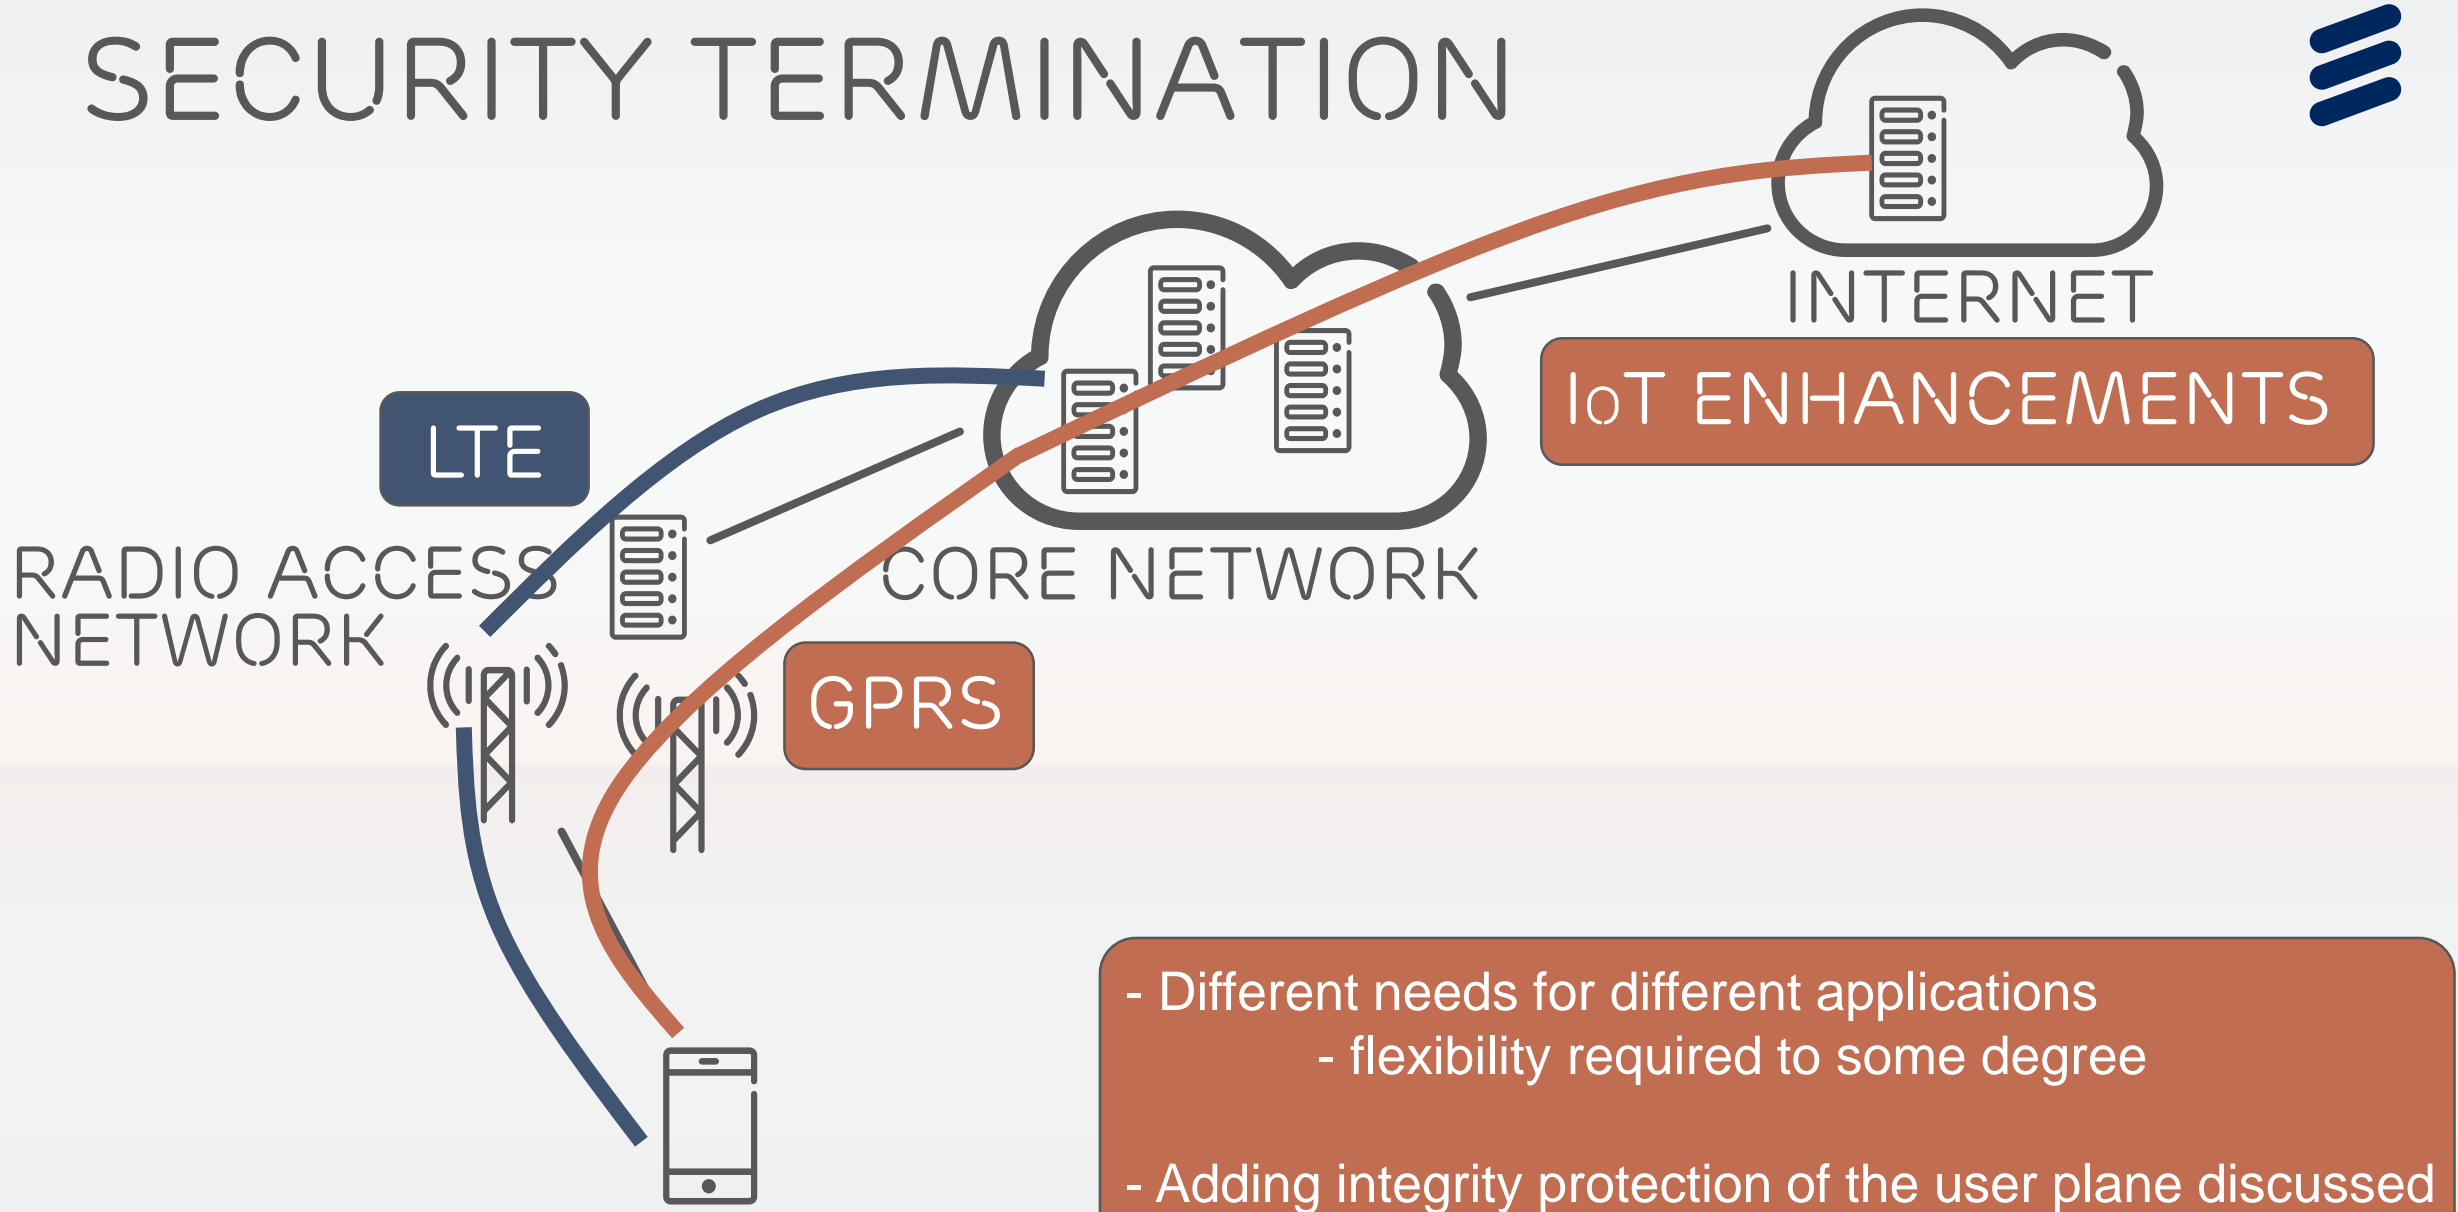 SECURITY TERMINATION
INTERNET
IoT ENHANCEMENTS
LTE
RADIO ACCESS
NETWORK
CORE NETWORK
GPRS
- Different needs for different applications
- flexibility required to some degree
- Adding integrity protection of the user plane discussed